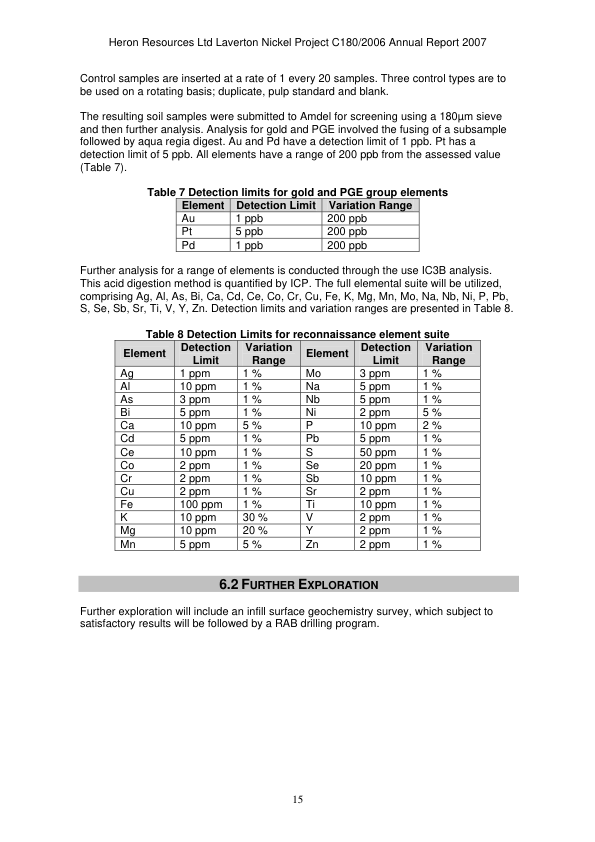 Heron Resources Ltd Laverton Nickel Project C180/2006 Annual Report 2007
Control samples are inserted at a rate of 1 every 20 samples. Three control types are to
be used on a rotating basis; duplicate, pulp standard and blank.
The resulting soil samples were submitted to Amdel for screening using a 180µm sieve
and then further analysis. Analysis for gold and PGE involved the fusing of a subsample
followed by aqua regia digest. Au and Pd have a detection limit of 1 ppb. Pt has a
detection limit of 5 ppb. All elements have a range of 200 ppb from the assessed value
(Table 7).
Table 7 Detection limits for gold and PGE group elements
Element Detection Limit Variation Range
Au 1 ppb 200 ppb
Pt 5 ppb 200 ppb
Pd 1 ppb 200 ppb
Further analysis for a range of elements is conducted through the use IC3B analysis.
This acid digestion method is quantified by ICP. The full elemental suite will be utilized,
comprising Ag, Al, As, Bi, Ca, Cd, Ce, Co, Cr, Cu, Fe, K, Mg, Mn, Mo, Na, Nb, Ni, P, Pb,
S, Se, Sb, Sr, Ti, V, Y, Zn. Detection limits and variation ranges are presented in Table 8.
Table 8 Detection Limits for reconnaissance element suite
Element Detection Limit Variation Range Element Detection Limit Variation Range
Ag 1 ppm 1 % Mo 3 ppm 1 %
Al 10 ppm 1 % Na 5 ppm 1 %
As 3 ppm 1 % Nb 5 ppm 1 %
Bi 5 ppm 1 % Ni 2 ppm 5 %
Ca 10 ppm 5 % P 10 ppm 2 %
Cd 5 ppm 1 % Pb 5 ppm 1 %
Ce 10 ppm 1 % S 50 ppm 1 %
Co 2 ppm 1 % Se 20 ppm 1 %
Cr 2 ppm 1 % Sb 10 ppm 1 %
Cu 2 ppm 1 % Sr 2 ppm 1 %
Fe 100 ppm 1 % Ti 10 ppm 1 %
K 10 ppm 30 % V 2 ppm 1 %
Mg 10 ppm 20 % Y 2 ppm 1 %
Mn 5 ppm 5 % Zn 2 ppm 1 %
6.2 FURTHER EXPLORATION
Further exploration will include an infill surface geochemistry survey, which subject to
satisfactory results will be followed by a RAB drilling program.
15